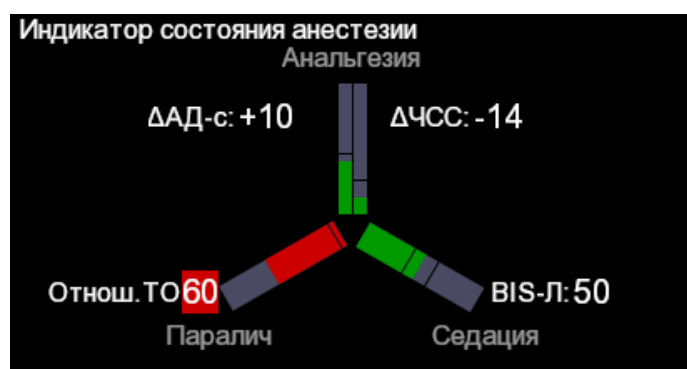 Индикатор состояния анестезии
Анальгезия
ΔАД-с: +10
ΔЧСС: -14
Отнош.ТО 60
BIS-Л: 50
Паралич
Седация